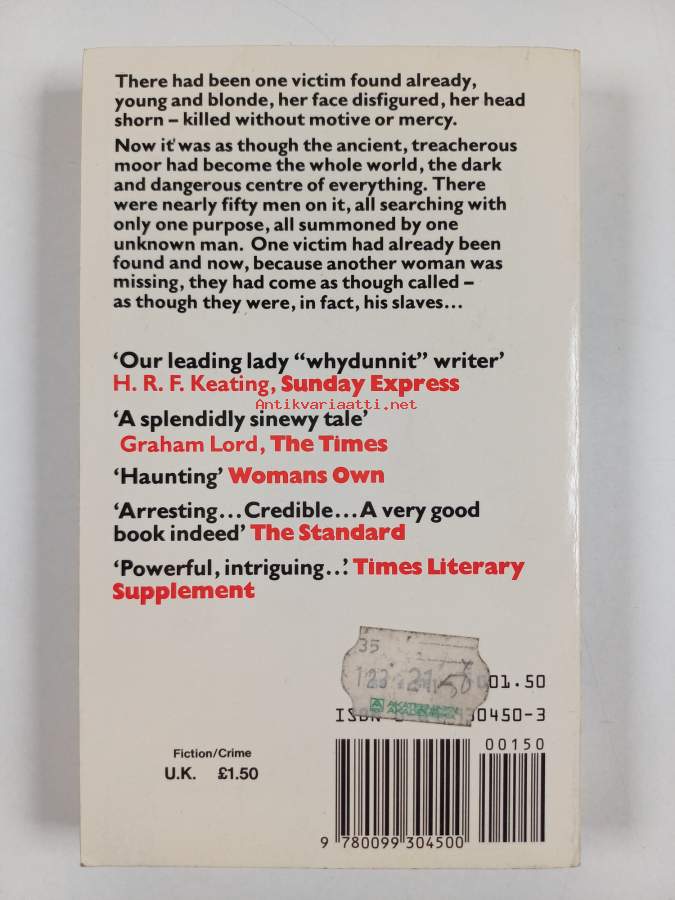 There had been one victim found already,
young and blonde, her face disfigured, her head
shorn – killed without motive or mercy.
Now it' was as though the ancient, treacherous
moor had become the whole world, the dark
and dangerous centre of everything. There
were nearly fifty men on it, all searching with
only one purpose, all summoned by one
unknown man. One victim had already been
found and now, because another woman was
missing, they had come as though called –
as though they were, in fact, his slaves...
‘Our leading lady “whydunnit” writer’
H. R. F. Keating, Sunday Express
Antikvariaatti.net
‘A splendidly sinewy tale’
Graham Lord, The Times
‘Haunting’ Womans Own
‘Arresting...Credible...A very good
book indeed’ The Standard
‘Powerful, intriguing...’ Times Literary
Supplement
35
01.50
ISBN 30450-3
00150
Fiction/Crime
U.K. £1.50
9 780099 304500